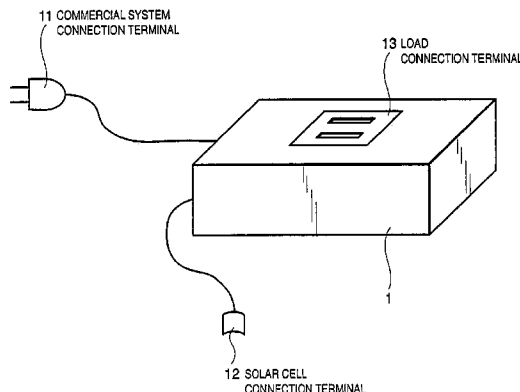 11 COMMERCIAL SYSTEM
CONNECTION TERMINAL
13 LOAD
CONNECTION TERMINAL
1
12 SOLAR CELL
CONNECTION TERMINAL